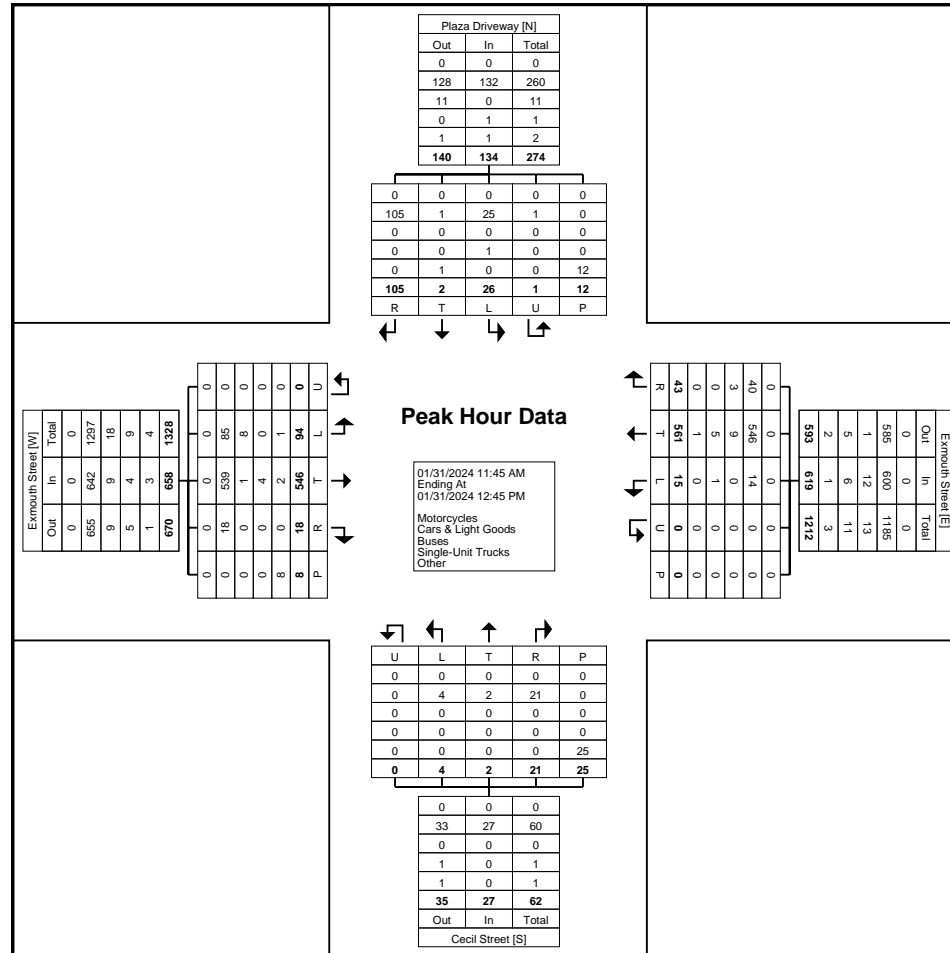 Plaza Driveway [N]
Out In Total
0 0 0
128 132 260
11 0 11
0 1 1
1 1 2
140 134 274
0 0 0 0 0
105 1 25 1 0
0 0 0 0 0
0 0 1 0 0
0 1 0 0 12
105 2 26 1 12
R T L U P
Exmouth Street [W]
Total 0 1297 18 9 4 1328
In 0 642 9 4 3 658
Out 0 655 9 5 1 670
0 0 0 0 0 0 U
0 85 8 0 1 94 L
0 539 1 4 2 546 T
0 18 0 0 0 18 R
0 0 0 0 8 8 P
Peak Hour Data
01/31/2024 11:45 AM
Ending At
01/31/2024 12:45 PM
Motorcycles
Cars & Light Goods
Buses
Single-Unit Trucks
Other
R 43 0 0 3 40 0
T 561 1 5 9 546 0
L 15 0 1 0 14 0
U 0 0 0 0 0 0
P 0 0 0 0 0 0
593 2 5 1 585 0 Out
619 1 6 12 600 0 In
1212 3 11 13 1185 0 Total
Exmouth Street [E]
U L T R P
0 0 0 0 0
0 4 2 21 0
0 0 0 0 0
0 0 0 0 0
0 0 0 0 25
0 4 2 21 25
0 0 0
33 27 60
0 0 0
1 0 1
1 0 1
35 27 62
Out In Total
Cecil Street [S]